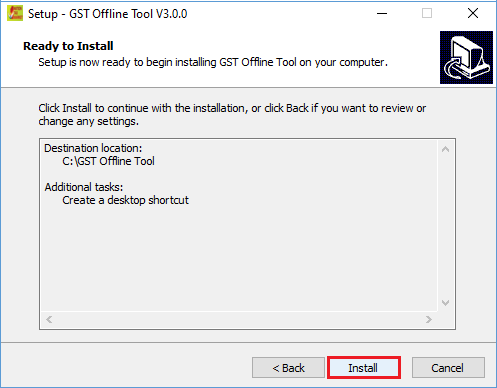 Setup - GST Offline Tool V3.0.0
Ready to Install
Setup is now ready to begin installing GST Offline Tool on your computer.
Click Install to continue with the installation, or click Back if you want to review or
change any settings.
Destination location:
C:\GST Offline Tool
Additional tasks:
Create a desktop shortcut
< Back
Install
Cancel